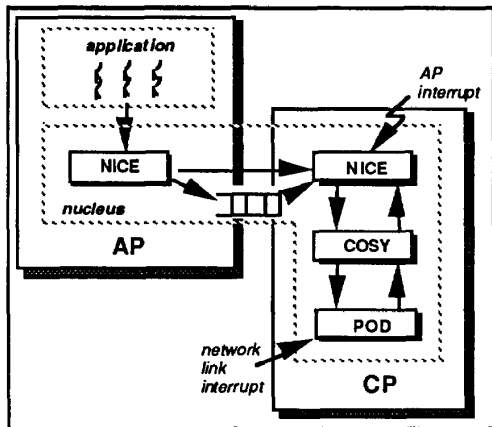 application
AP
interrupt
NICE
NICE
nucleus
AP
COSY
POD
network
link
interrupt
CP